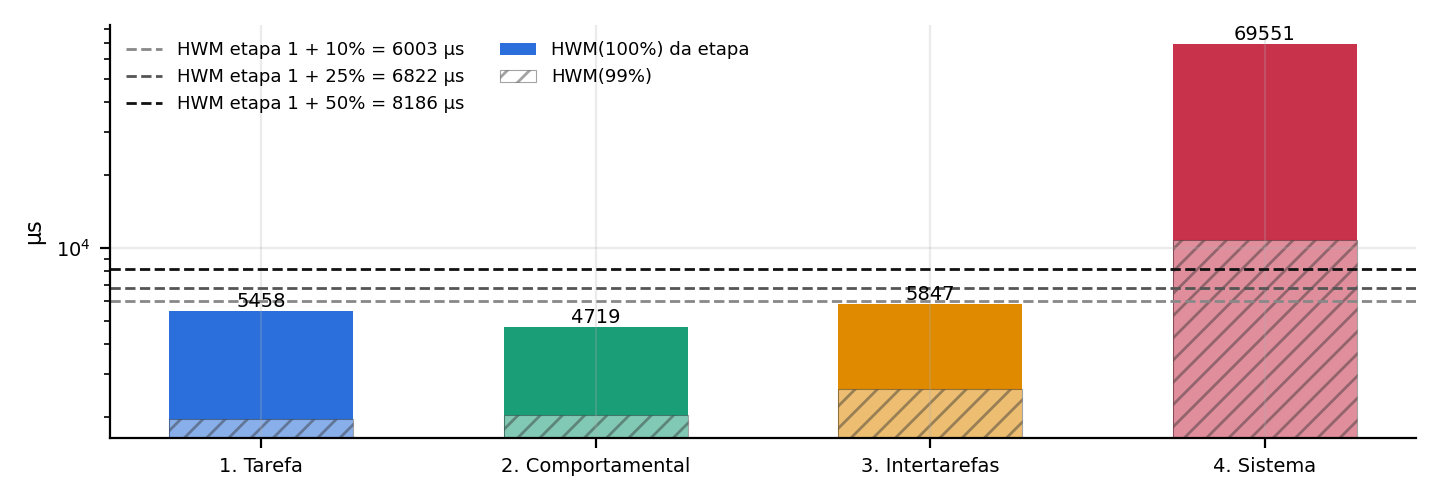 HWM etapa 1 + 10% = 6003 µs
HWM etapa 1 + 25% = 6822 µs
HWM etapa 1 + 50% = 8186 µs
HWM(100%) da etapa
HWM(99%)
69551
µs
10⁴
5458
4719
5847
1. Tarefa
2. Comportamental
3. Intertarefas
4. Sistema